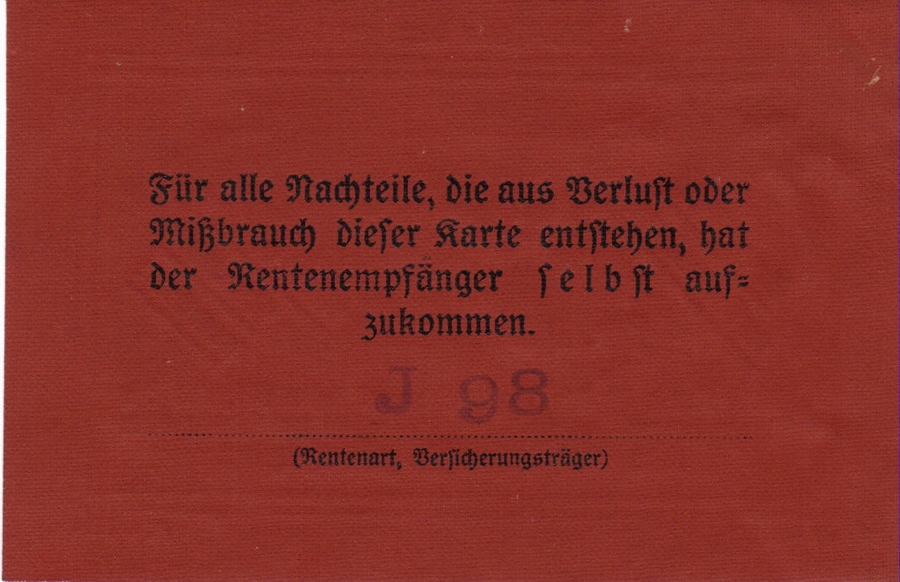 Für alle Nachteile, die aus Verlust oder
Mißbrauch dieser Karte entstehen, hat
der Rentenempfänger selbst auf-
zukommen.
J 98
(Rentenart, Versicherungsträger)